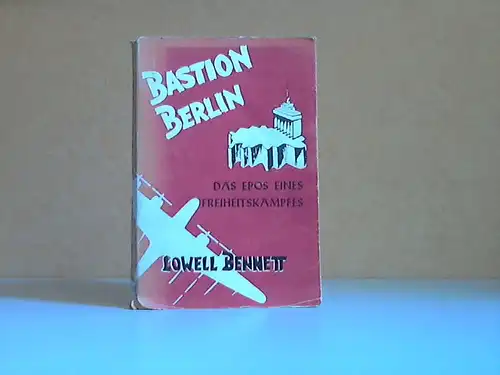 BASTION
BERLIN
DAS EPOS EINES
FREIHEITSKAMPFES
LOWELL BENNETT